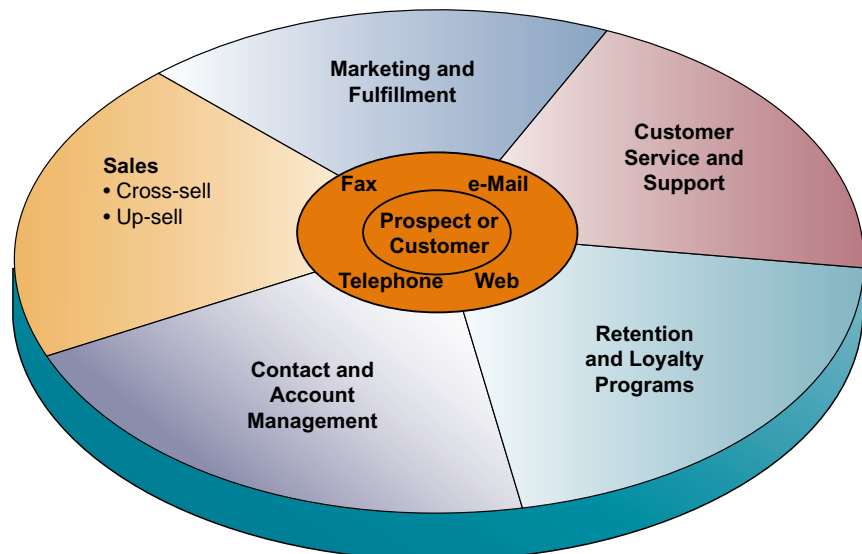 Marketing and
Fulfillment
Customer
Service and
Support
Sales
• Cross-sell
• Up-sell
Fax e-Mail
Prospect or
Customer
Telephone Web
Retention
and Loyalty
Programs
Contact and
Account
Management